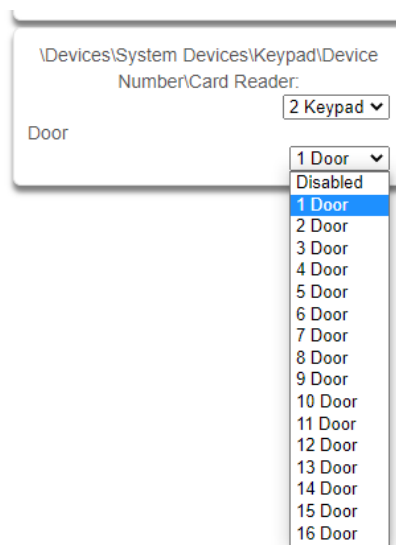 \Devices\System Devices\Keypad\Device
Number\Card Reader:
2 Keypad
Door
1 Door
Disabled
1 Door
2 Door
3 Door
4 Door
5 Door
6 Door
7 Door
8 Door
9 Door
10 Door
11 Door
12 Door
13 Door
14 Door
15 Door
16 Door